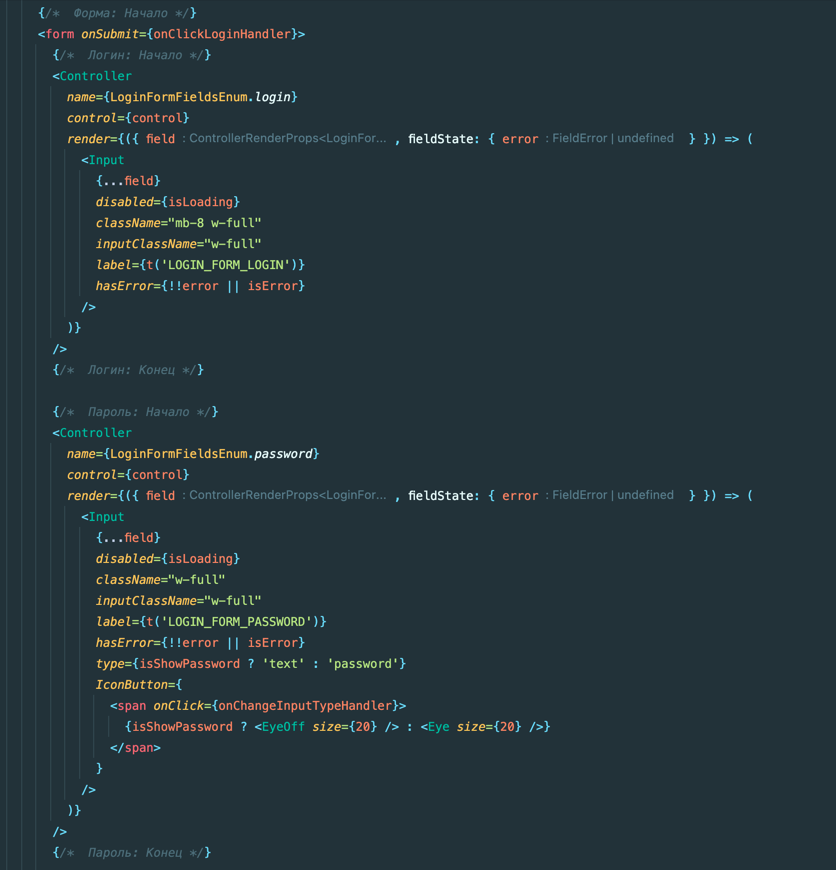 {/*  Форма: Начало */}
<form onSubmit={onClickLoginHandler}>
{/*  Логин: Начало */}
<Controller
name={LoginFormFieldsEnum.login}
control={control}
render={({ field : ControllerRenderProps<LoginFor... , fieldState: { error : FieldError | undefined } }) => (
<Input
{...field}
disabled={isLoading}
className="mb-8 w-full"
inputClassName="w-full"
label={t('LOGIN_FORM_LOGIN')}
hasError={!!error || isError}
/>
)}
/>
{/*  Логин: Конец */}
{/*  Пароль: Начало */}
<Controller
name={LoginFormFieldsEnum.password}
control={control}
render={({ field : ControllerRenderProps<LoginFor... , fieldState: { error : FieldError | undefined } }) => (
<Input
{...field}
disabled={isLoading}
className="w-full"
inputClassName="w-full"
label={t('LOGIN_FORM_PASSWORD')}
hasError={!!error || isError}
type={isShowPassword ? 'text' : 'password'}
IconButton={
<span onClick={onChangeInputTypeHandler}>
{isShowPassword ? <EyeOff size={20} /> : <Eye size={20} />}
</span>
}
/>
)}
/>
{/*  Пароль: Конец */}